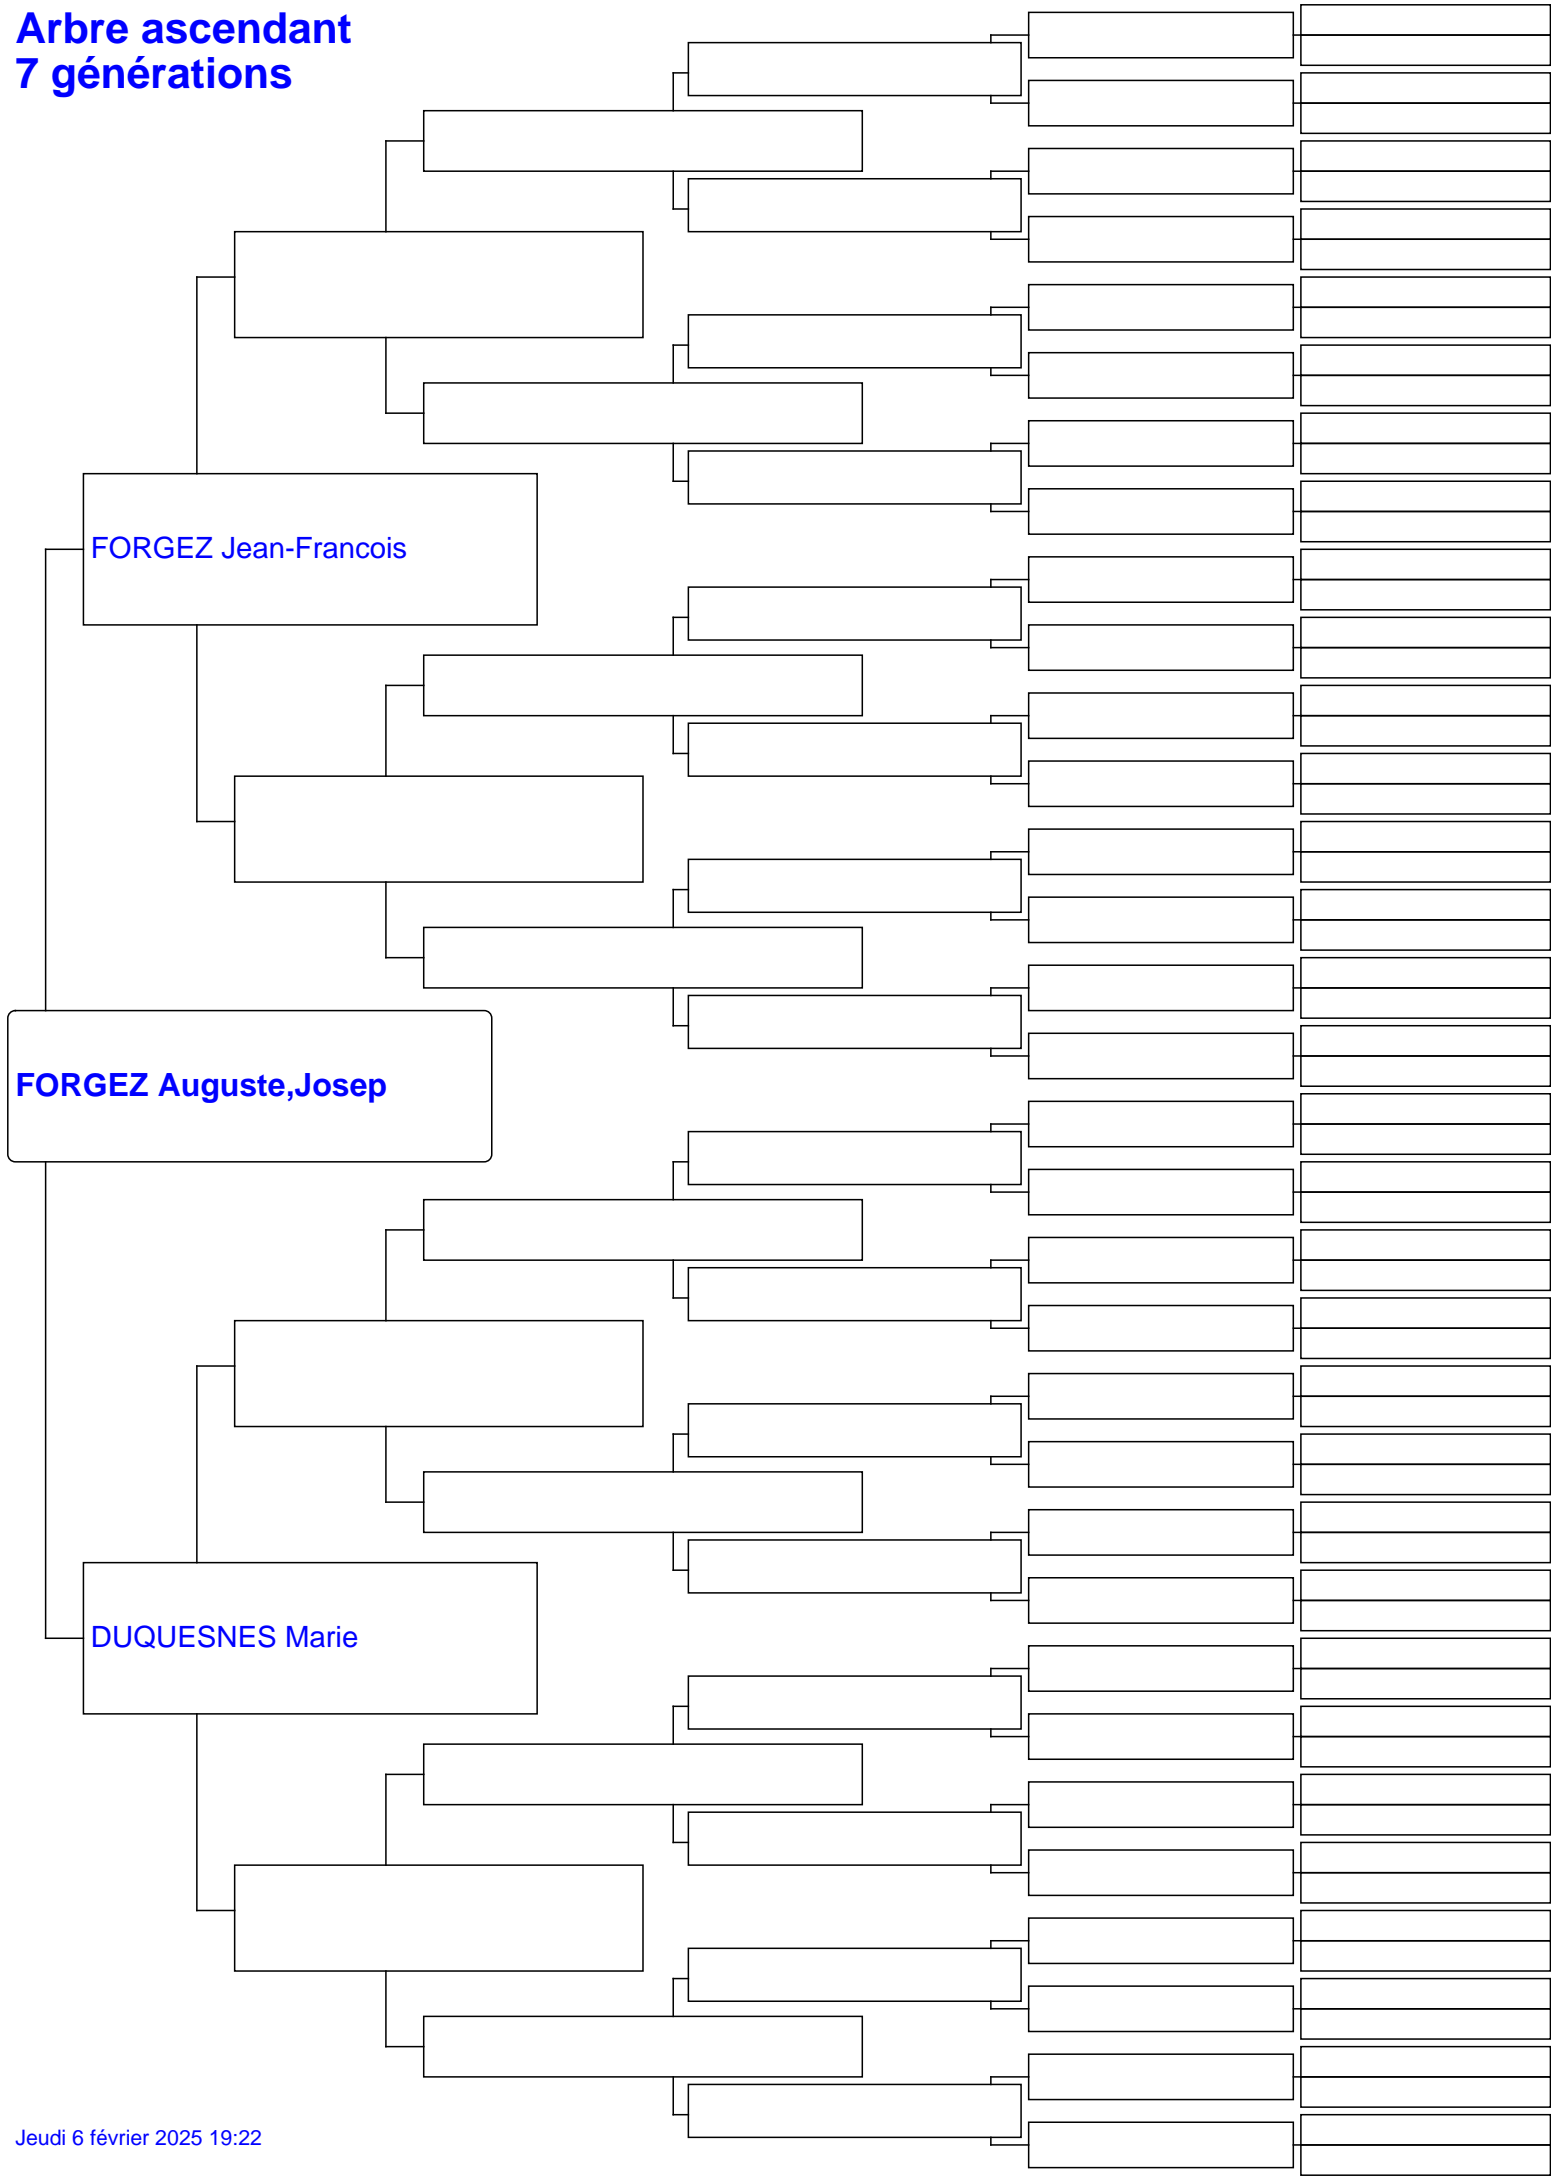 Arbre ascendant
7 générations
FORGEZ Jean-Francois
FORGEZ Auguste,Josep
DUQUESNES Marie
Jeudi 6 février 2025 19:22